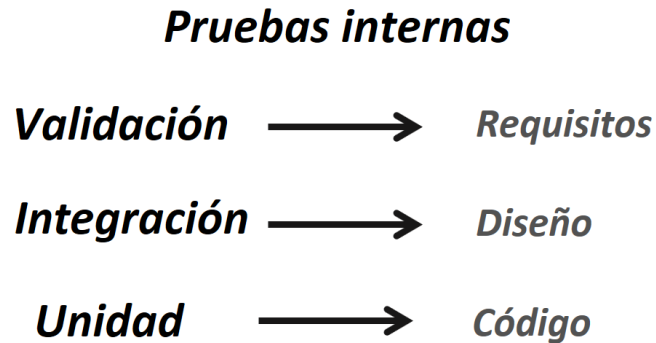 Pruebas internas
Validación Requisitos
Integración Diseño
Unidad Código